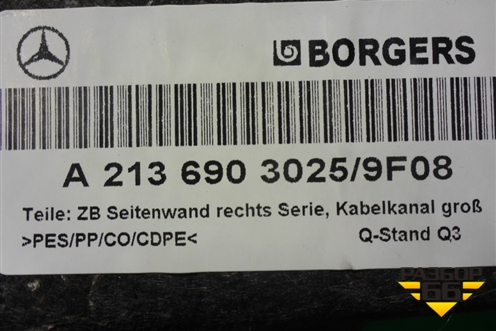 BORGERS
A 213 690 3025/9F08
Teile: ZB Seitenwand rechts Serie, Kabelkanal groß
>PES/PP/CO/CDPE<
Q-Stand Q3
РАЗБОР
66